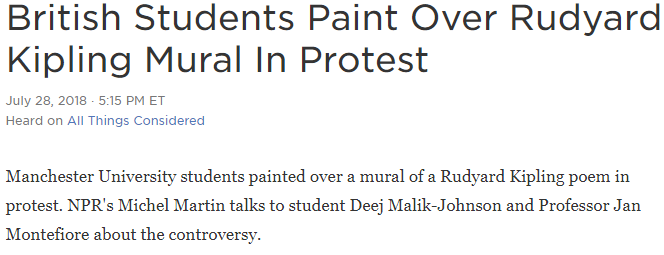 British Students Paint Over Rudyard
Kipling Mural In Protest
July 28, 2018 · 5:15 PM ET
Heard on All Things Considered
Manchester University students painted over a mural of a Rudyard Kipling poem in
protest. NPR's Michel Martin talks to student Deej Malik-Johnson and Professor Jan
Montefiore about the controversy.